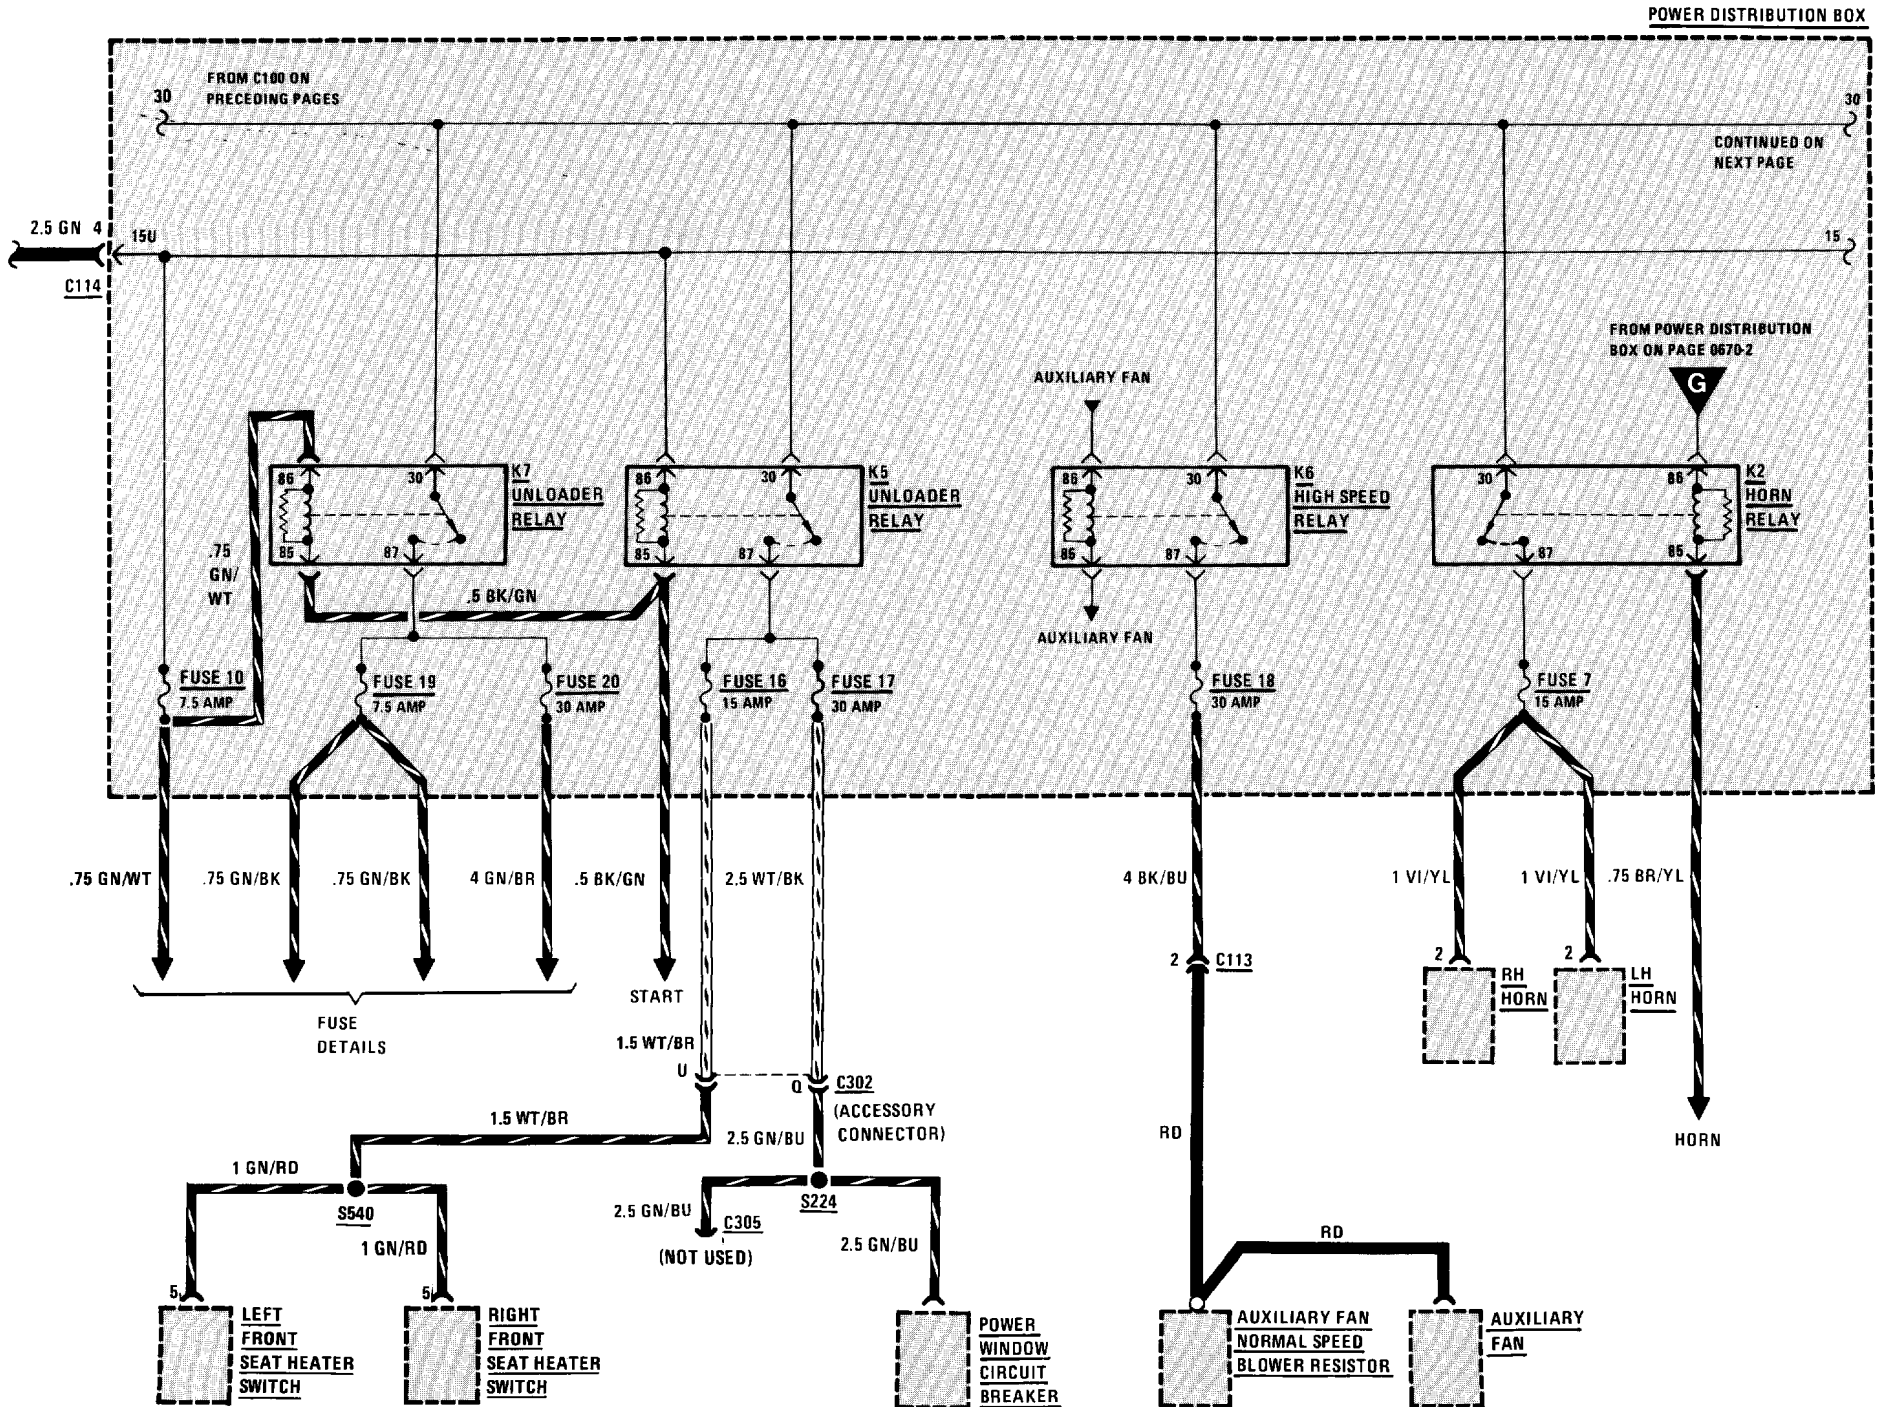 POWER DISTRIBUTION BOX
FROM C100 ON
PRECEDING PAGES
30
30
CONTINUED ON
NEXT PAGE
2.5 GN 4
15U
15
C114
FROM POWER DISTRIBUTION
BOX ON PAGE 0670-2
G
AUXILIARY FAN
86
30
K7
UNLOADER
RELAY
85
87
86
30
K5
UNLOADER
RELAY
85
87
86
30
K6
HIGH SPEED
RELAY
86
87
30
86
K2
HORN
RELAY
87
85
.75
GN/
WT
.5 BK/GN
AUXILIARY FAN
FUSE 10
7.5 AMP
FUSE 19
7.5 AMP
FUSE 20
30 AMP
FUSE 16
15 AMP
FUSE 17
30 AMP
FUSE 18
30 AMP
FUSE 7
15 AMP
.75 GN/WT
.75 GN/BK
.75 GN/BK
4 GN/BR
.5 BK/GN
2.5 WT/BK
4 BK/BU
1 VI/YL
1 VI/YL
.75 BR/YL
2 C113
2
RH
HORN
2
LH
HORN
START
FUSE
DETAILS
1.5 WT/BR
U
Q
C302
(ACCESSORY
CONNECTOR)
1.5 WT/BR
2.5 GN/BU
RD
HORN
1 GN/RD
S540
1 GN/RD
S224
2.5 GN/BU
C305
(NOT USED)
2.5 GN/BU
RD
5
LEFT
FRONT
SEAT HEATER
SWITCH
5
RIGHT
FRONT
SEAT HEATER
SWITCH
POWER
WINDOW
CIRCUIT
BREAKER
AUXILIARY FAN
NORMAL SPEED
BLOWER RESISTOR
AUXILIARY
FAN